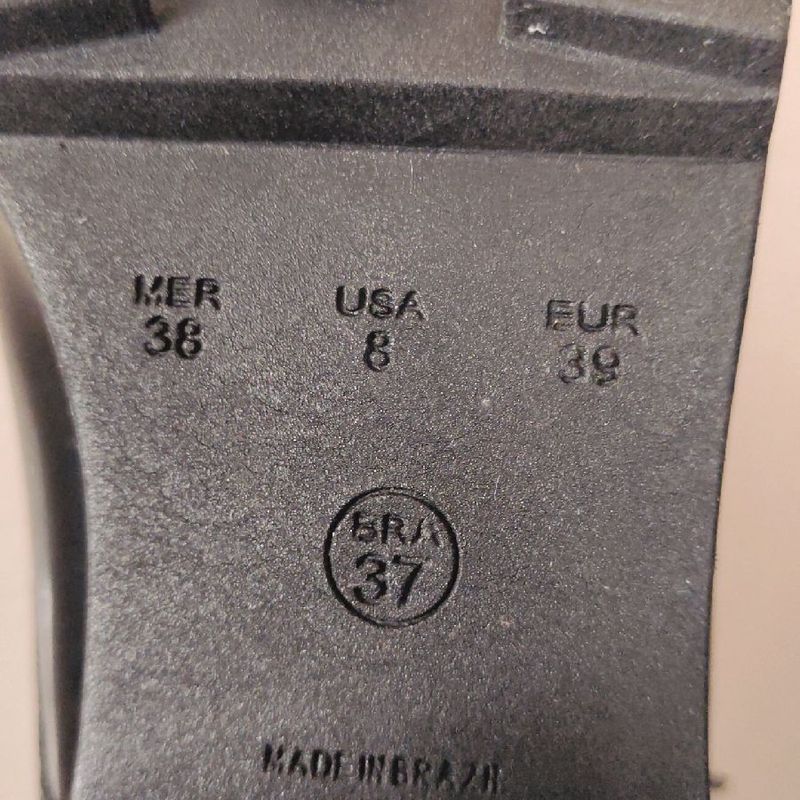 MER USA EUR
38 8 39
BRA
37
MADE IN BRAZIL